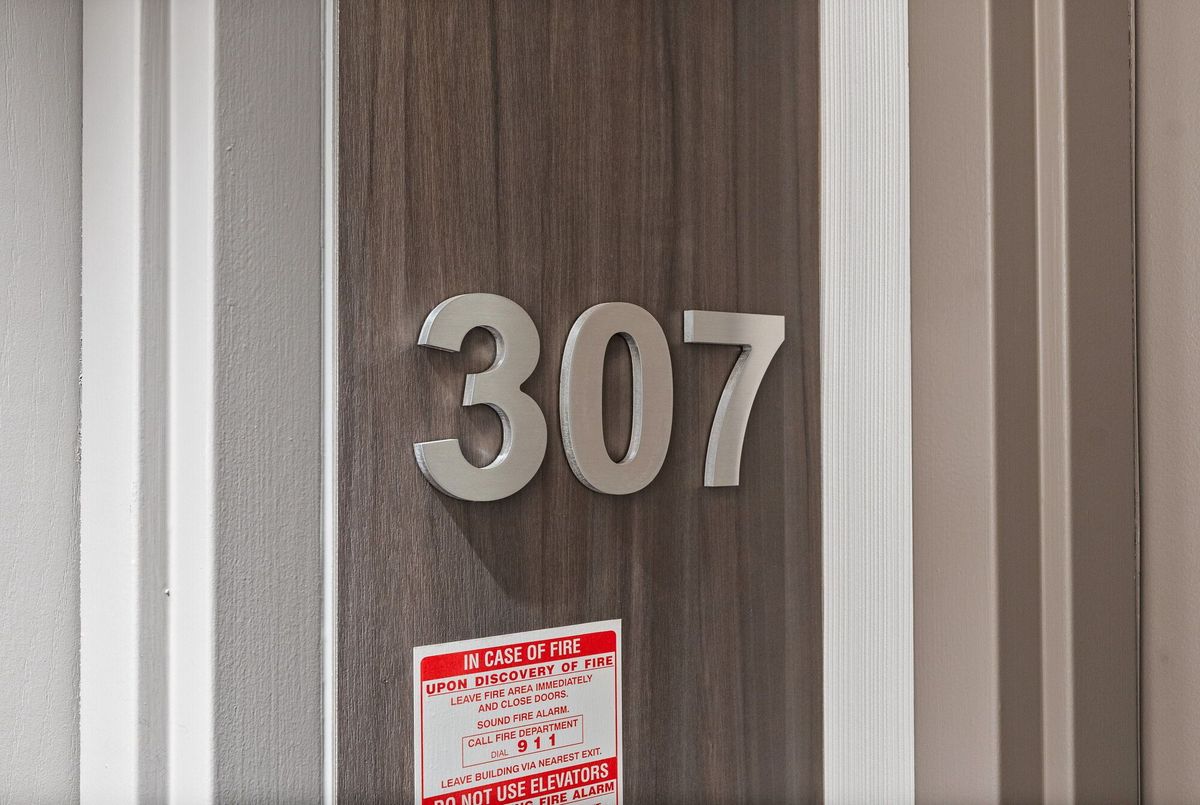 307
IN CASE OF FIRE
UPON DISCOVERY OF FIRE
LEAVE FIRE AREA IMMEDIATELY
AND CLOSE DOORS.
SOUND FIRE ALARM.
CALL FIRE DEPARTMENT
DIAL 911
LEAVE BUILDING VIA NEAREST EXIT.
DO NOT USE ELEVATORS
FIRE ALARM